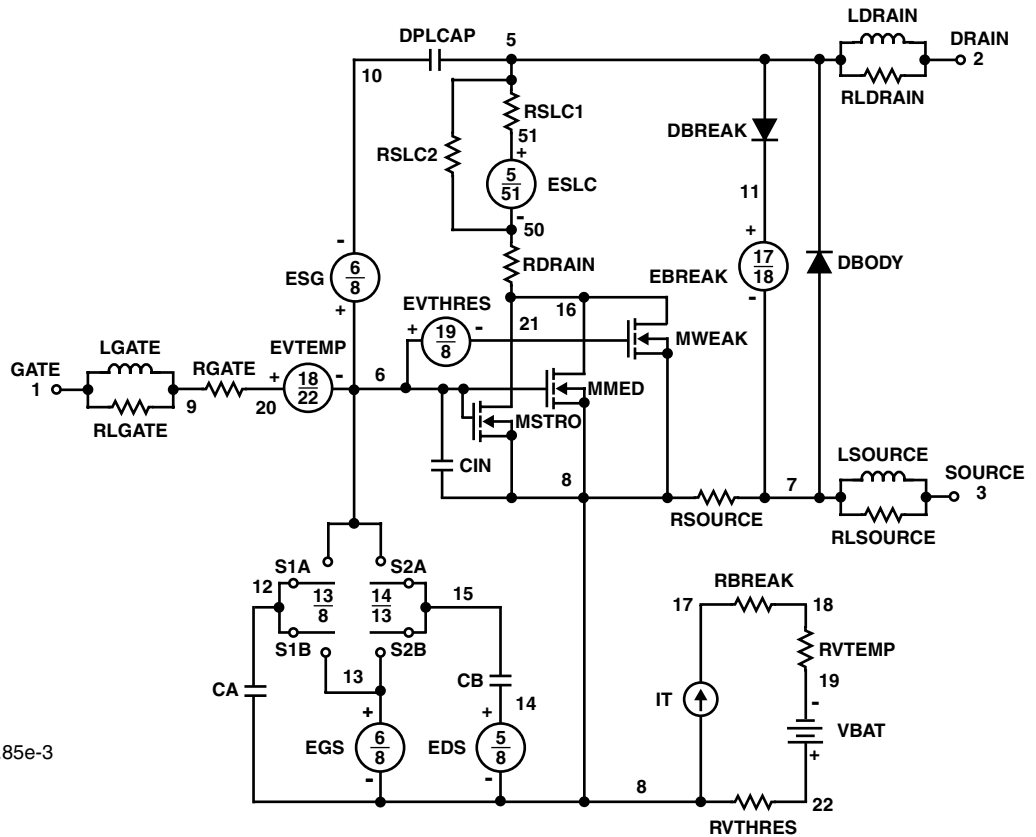 LDRAIN
DPLCAP
5
DRAIN
2
10
RLDRAIN
RSLC1
DBREAK
51
RSLC2
+
5
51
ESLC
11
-
50
-
+
RDRAIN
17
18
DBODY
ESG
6
8
EBREAK
EVTHRES
-
16
+
+
19
8
-
21
MWEAK
LGATE
EVTEMP
GATE
1
RGATE
+
18
22
-
6
MMED
9
20
MSTRO
RLGATE
LSOURCE
CIN
8
7
SOURCE
3
RSOURCE
RLSOURCE
S1A
S2A
RBREAK
12
13
8
14
13
15
17
18
S1B
S2B
RVTEMP
13
CB
19
CA
14
IT
-
+
+
VBAT
EGS
6
8
EDS
5
8
+
.85e-3
-
-
8
22
RVTHRES